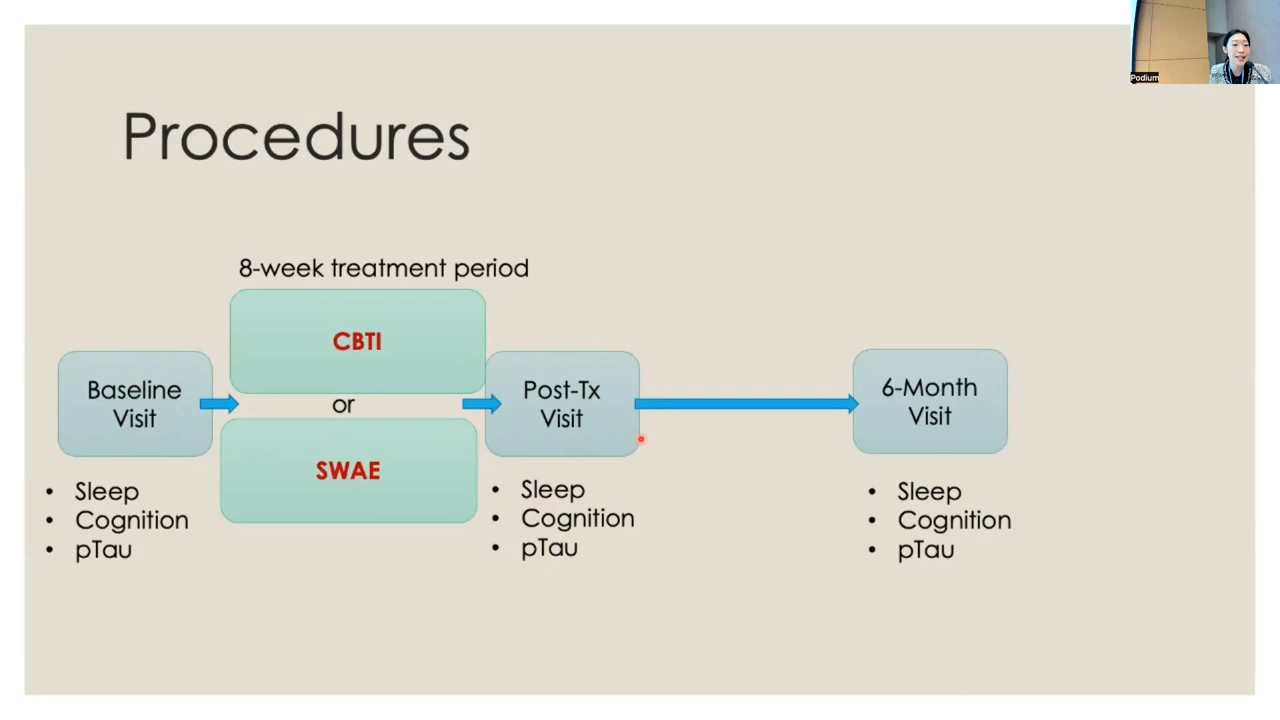 Podium
Procedures
8-week treatment period
CBTI
or
SWAE
Baseline
Visit
• Sleep
• Cognition
• pTau
Post-Tx
Visit
• Sleep
• Cognition
• pTau
6-Month
Visit
• Sleep
• Cognition
• pTau